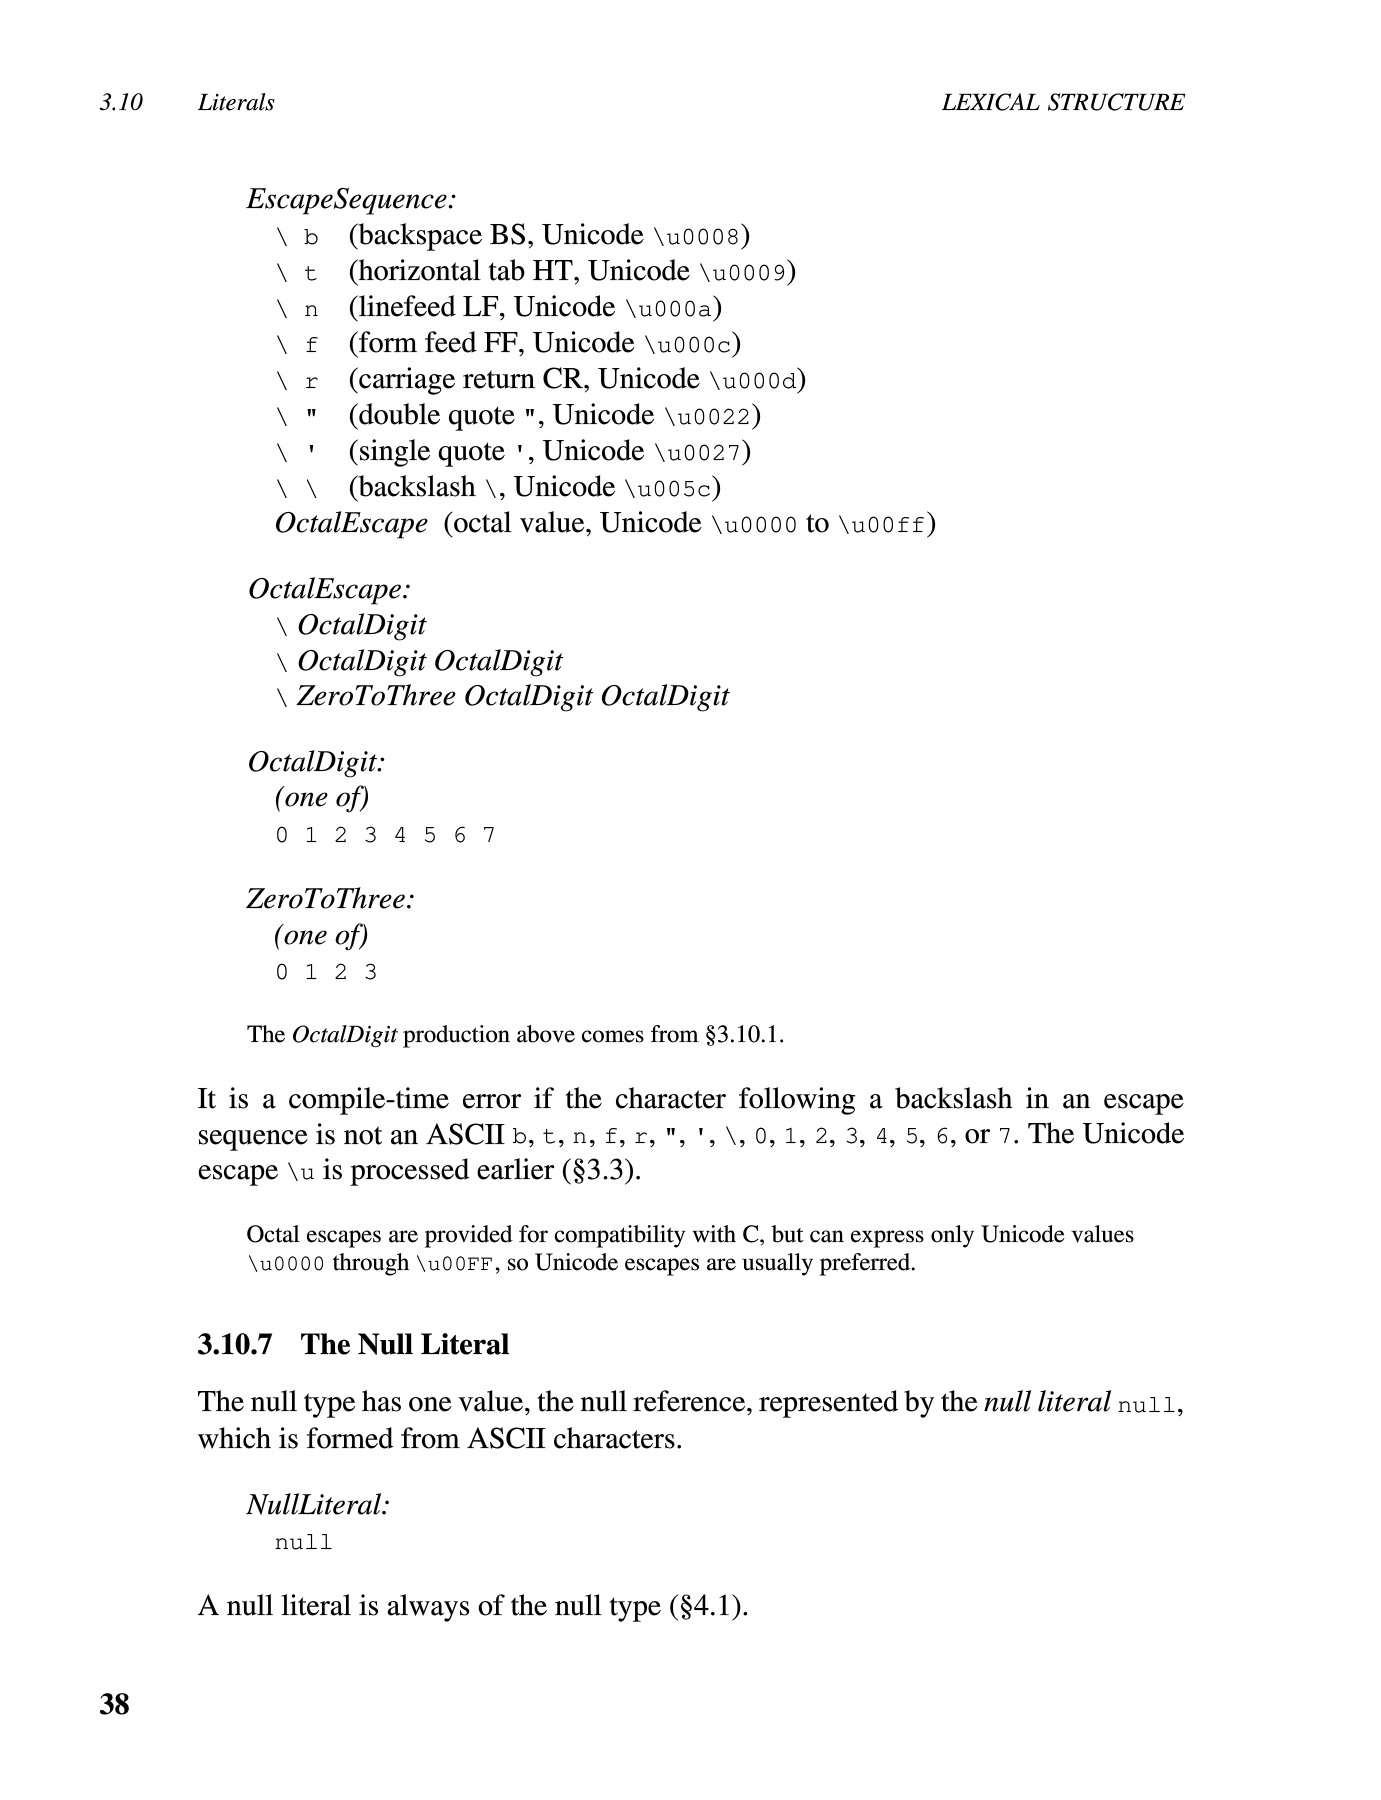 3.10 Literals LEXICAL STRUCTURE
EscapeSequence:
\ b (backspace BS, Unicode \u0008)
\ t (horizontal tab HT, Unicode \u0009)
\ n (linefeed LF, Unicode \u000a)
\ f (form feed FF, Unicode \u000c)
\ r (carriage return CR, Unicode \u000d)
\ " (double quote ", Unicode \u0022)
\ ' (single quote ', Unicode \u0027)
\ \ (backslash \, Unicode \u005c)
OctalEscape (octal value, Unicode \u0000 to \u00ff)
OctalEscape:
\ OctalDigit
\ OctalDigit OctalDigit
\ ZeroToThree OctalDigit OctalDigit
OctalDigit:
(one of)
0 1 2 3 4 5 6 7
ZeroToThree:
(one of)
0 1 2 3
The OctalDigit production above comes from §3.10.1.
It is a compile-time error if the character following a backslash in an escape
sequence is not an ASCII b, t, n, f, r, ", ', \, 0, 1, 2, 3, 4, 5, 6, or 7. The Unicode
escape \u is processed earlier (§3.3).
Octal escapes are provided for compatibility with C, but can express only Unicode values
\u0000 through \u00FF, so Unicode escapes are usually preferred.
3.10.7 The Null Literal
The null type has one value, the null reference, represented by the null literal null,
which is formed from ASCII characters.
NullLiteral:
null
A null literal is always of the null type (§4.1).
38